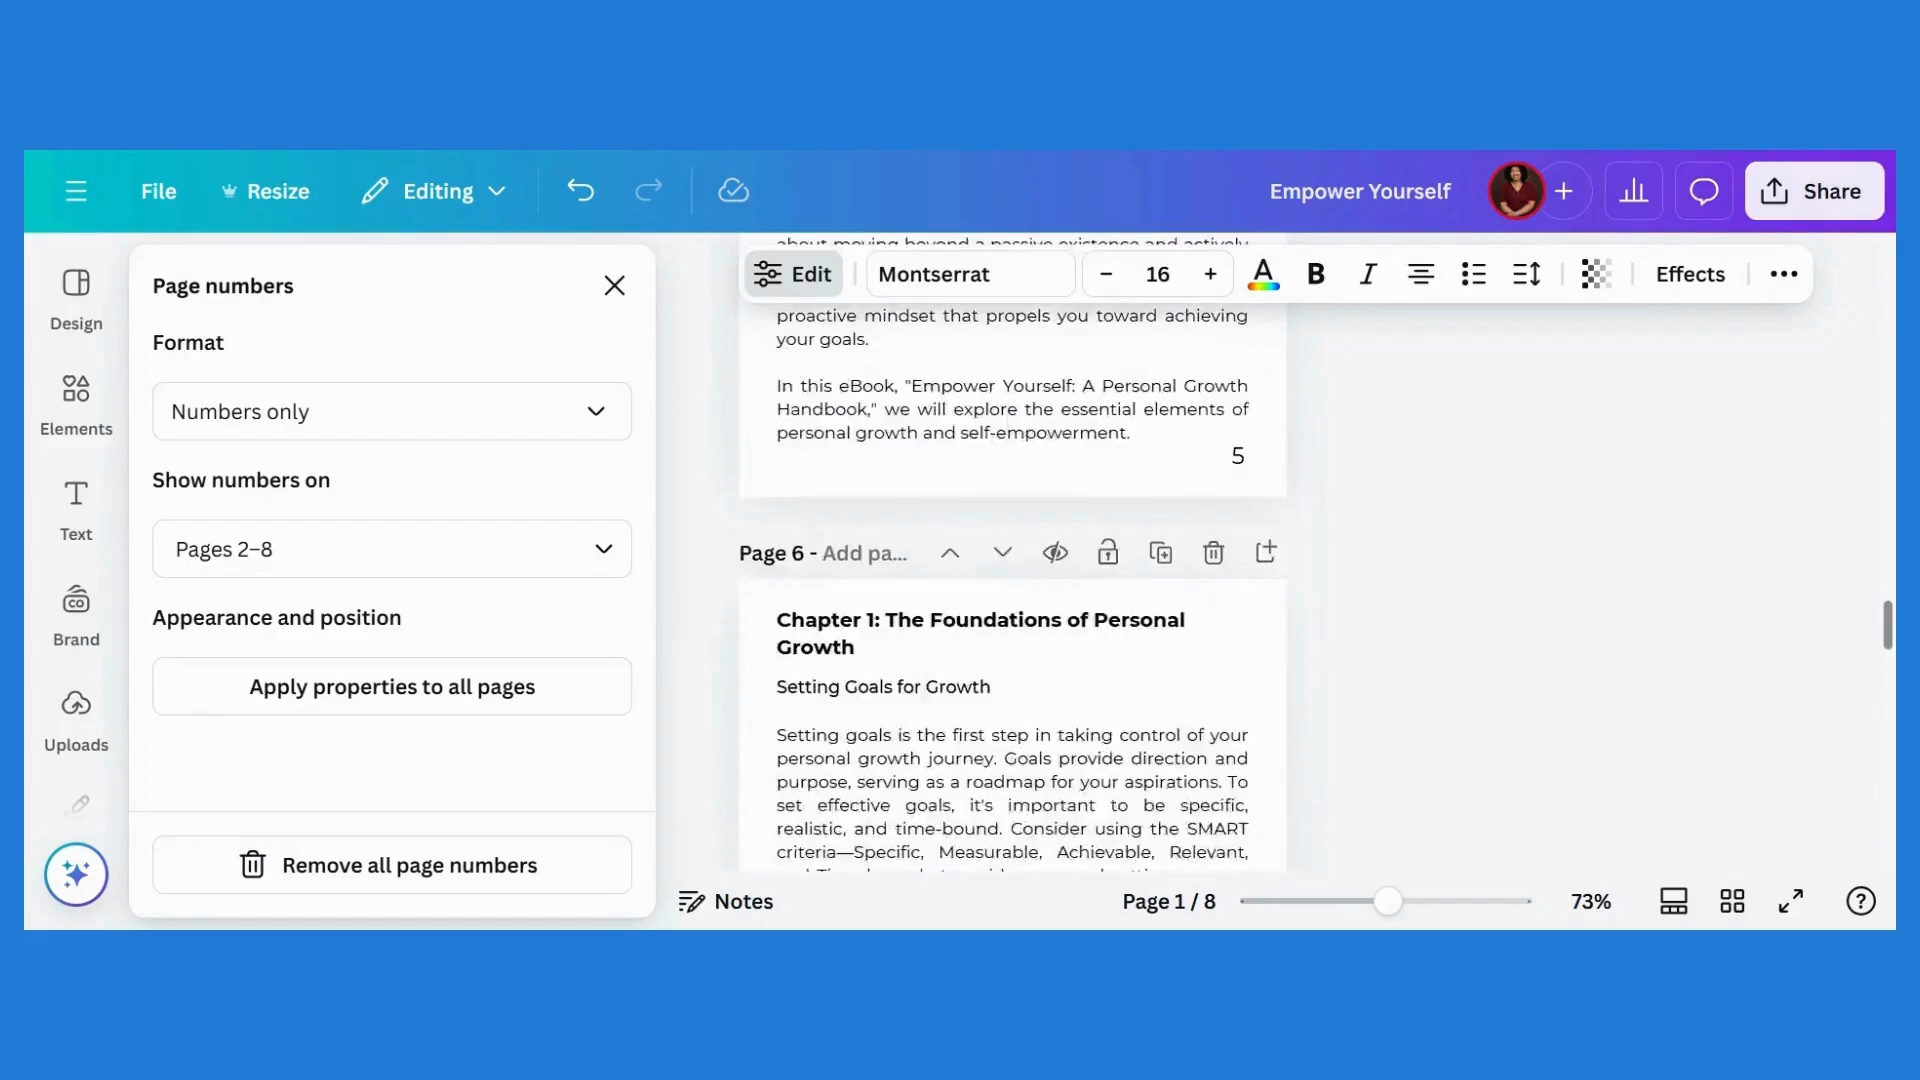 File
Resize
Editing
Empower Yourself
Share
Design
Elements
Text
Brand
Uploads
Page numbers
Format
Numbers only
Show numbers on
Pages 2–8
Appearance and position
Apply properties to all pages
Remove all page numbers
Edit
Montserrat
– 16 +
A
B
I
Effects
about moving beyond a passive existence and actively
proactive mindset that propels you toward achieving
your goals.
In this eBook, "Empower Yourself: A Personal Growth
Handbook," we will explore the essential elements of
personal growth and self-empowerment.
5
Page 6 - Add pa...
Chapter 1: The Foundations of Personal
Growth
Setting Goals for Growth
Setting goals is the first step in taking control of your
personal growth journey. Goals provide direction and
purpose, serving as a roadmap for your aspirations. To
set effective goals, it's important to be specific,
realistic, and time-bound. Consider using the SMART
criteria—Specific, Measurable, Achievable, Relevant,
Notes
Page 1 / 8
73%